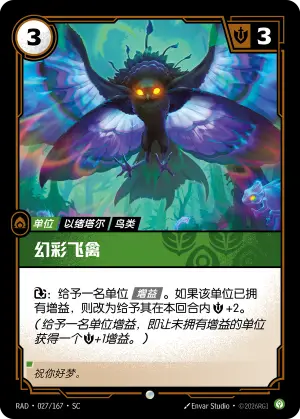 3
3
单位 以绪塔尔 鸟类
幻彩飞禽
：给予一名单位 增益 。如果该单位已拥
有增益，则改为给予其在本回合内 +2。
（给予一名单位增益，即让未拥有增益的单位
获得一个 +1增益。）
祝你好梦。
RAD • 027/167 • SC
Envar Studio • ©2026RGI